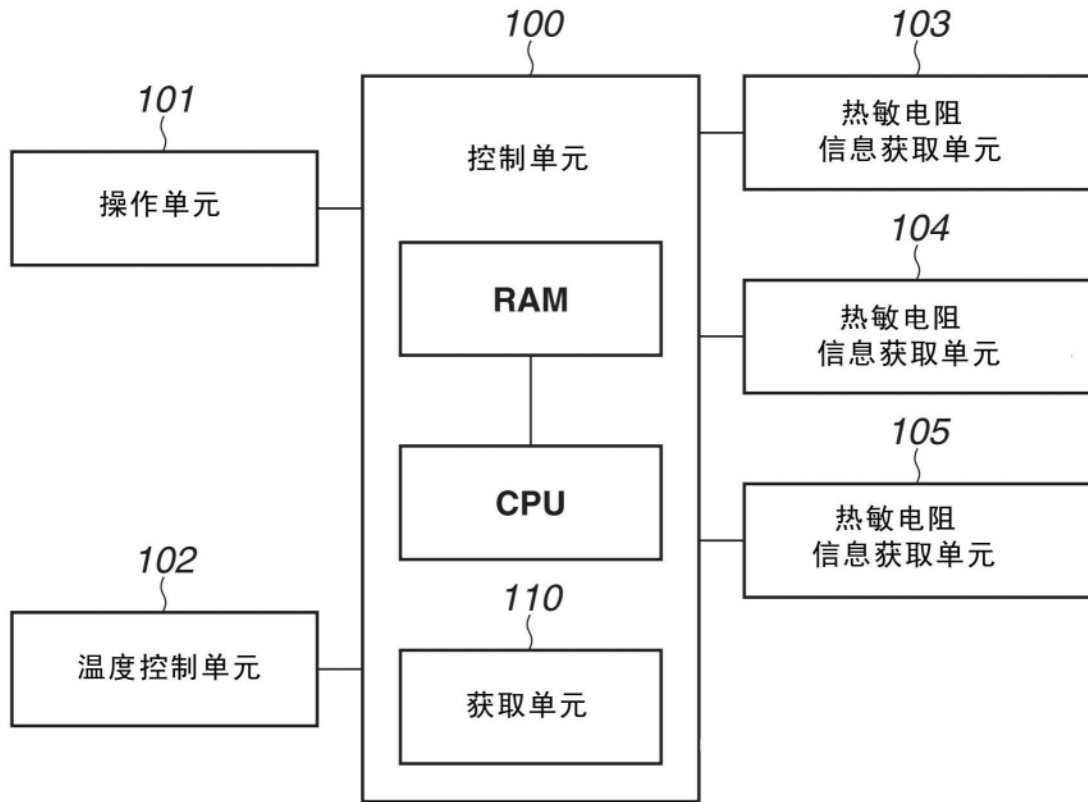 100
控制单元
RAM
CPU
110
获取单元
101
操作单元
102
温度控制单元
103
热敏电阻
信息获取单元
104
热敏电阻
信息获取单元
105
热敏电阻
信息获取单元